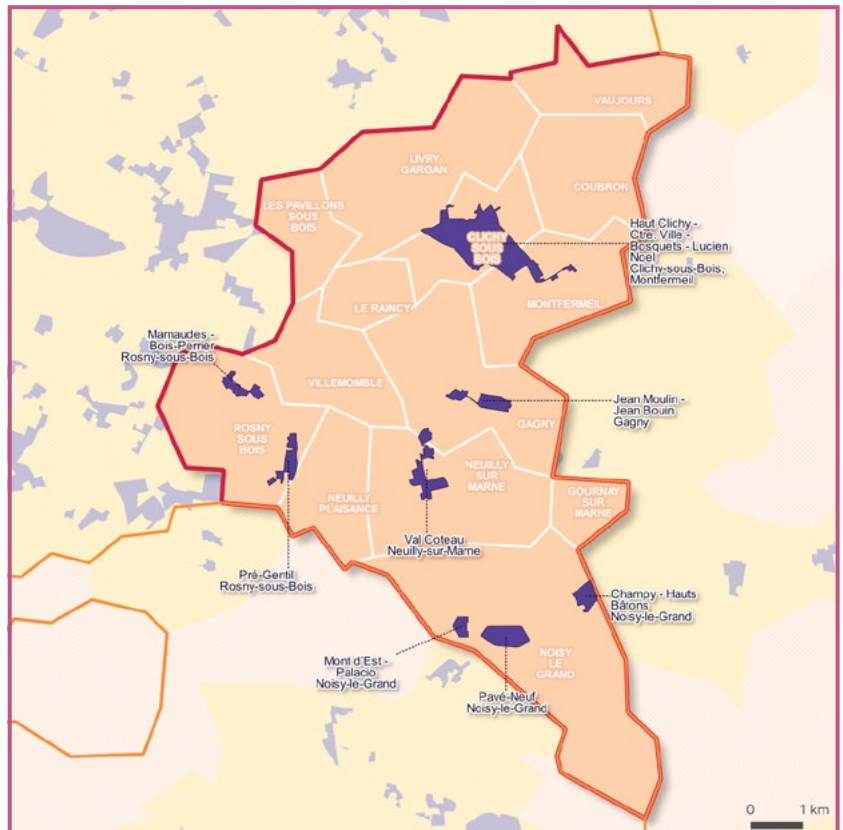 VAUJOURS
LIVRY
GARGAN
COUBRON
LES PAVILLONS
SOUS
BOIS
CLICHY
SOUS
BOIS
Haut Clichy -
Ctre. Ville -
Bosquets - Lucien
Noel
Clichy-sous-Bois,
Montfermeil
MONTFERMEIL
LE RAINCY
Marnaudes -
Bois-Perrier
Rosny-sous-Bois
VILLEMOMBLE
Jean Moulin -
Jean Bouin
Gagny
GAGNY
ROSNY
SOUS
BOIS
NEUILLY
SUR
MARNE
NEUILLY
PLAISANCE
GOURNAY
SUR
MARNE
Val Coteau
Neuilly-sur-Marne
Pré-Gentil
Rosny-sous-Bois
Champy - Hauts
Bâtons
Noisy-le-Grand
Mont d'Est -
Palacio
Noisy-le-Grand
NOISY
LE
GRAND
Pavé-Neuf
Noisy-le-Grand
0 1 km